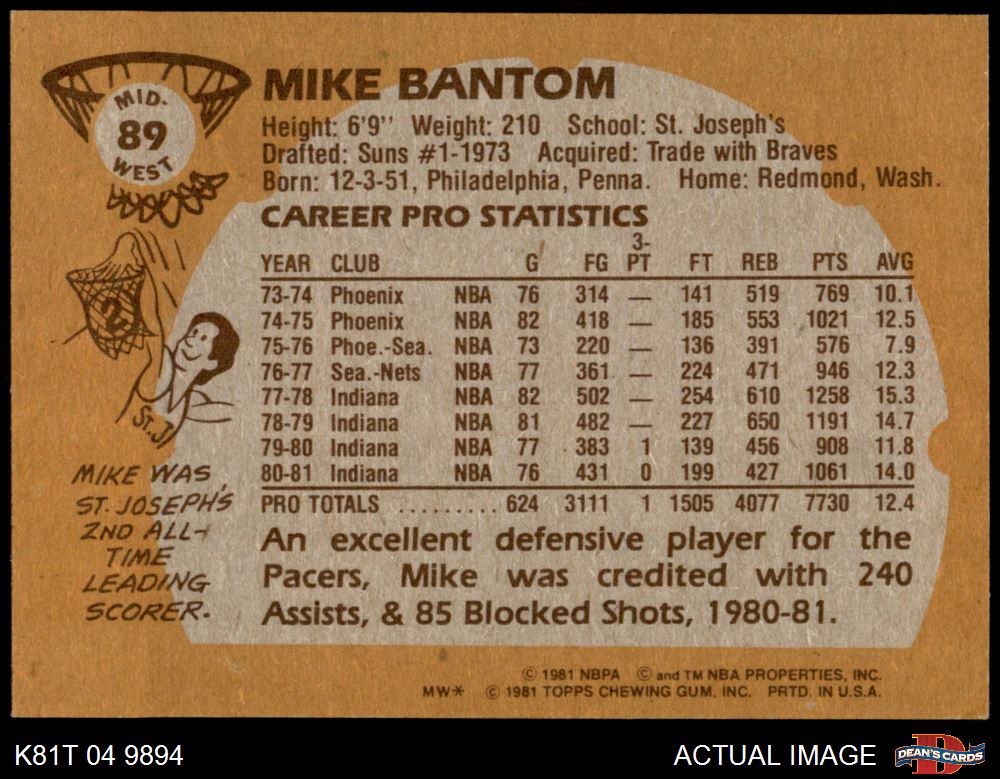 MID-
89
WEST
MIKE BANTOM
Height: 6'9" Weight: 210 School: St. Joseph's
Drafted: Suns #1-1973 Acquired: Trade with Braves
Born: 12-3-51, Philadelphia, Penna. Home: Redmond, Wash.
CAREER PRO STATISTICS
YEAR CLUB G FG 3-PT FT REB PTS AVG
73-74 Phoenix NBA 76 314 — 141 519 769 10.1
74-75 Phoenix NBA 82 418 — 185 553 1021 12.5
75-76 Phoe.-Sea. NBA 73 220 — 136 391 576 7.9
76-77 Sea.-Nets NBA 77 361 — 224 471 946 12.3
77-78 Indiana NBA 82 502 — 254 610 1258 15.3
78-79 Indiana NBA 81 482 — 227 650 1191 14.7
79-80 Indiana NBA 77 383 1 139 456 908 11.8
80-81 Indiana NBA 76 431 0 199 427 1061 14.0
PRO TOTALS ......... 624 3111 1 1505 4077 7730 12.4
St. J
MIKE WAS
ST. JOSEPH'S
2ND ALL-
TIME
LEADING
SCORER.
An excellent defensive player for the
Pacers, Mike was credited with 240
Assists, & 85 Blocked Shots, 1980-81.
© 1981 NBPA © and TM NBA PROPERTIES, INC.
MW* © 1981 TOPPS CHEWING GUM, INC. PRTD. IN U.S.A.
K81T 04 9894
ACTUAL IMAGE
D
DEAN'S CARDS